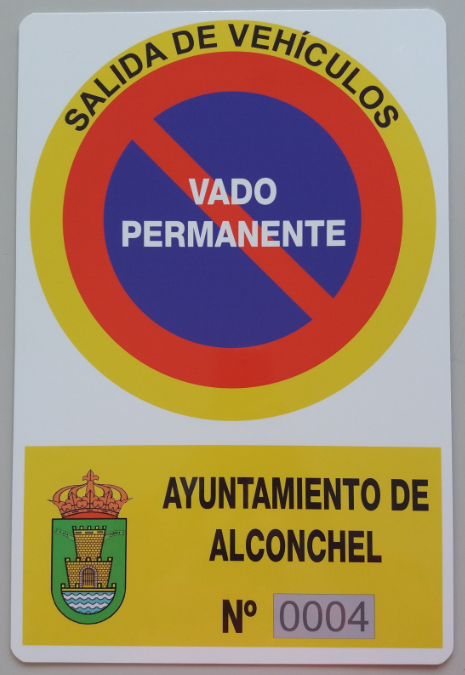 SALIDA DE VEHÍCULOS
VADO
PERMANENTE
AYUNTAMIENTO DE
ALCONCHEL
Nº 0004